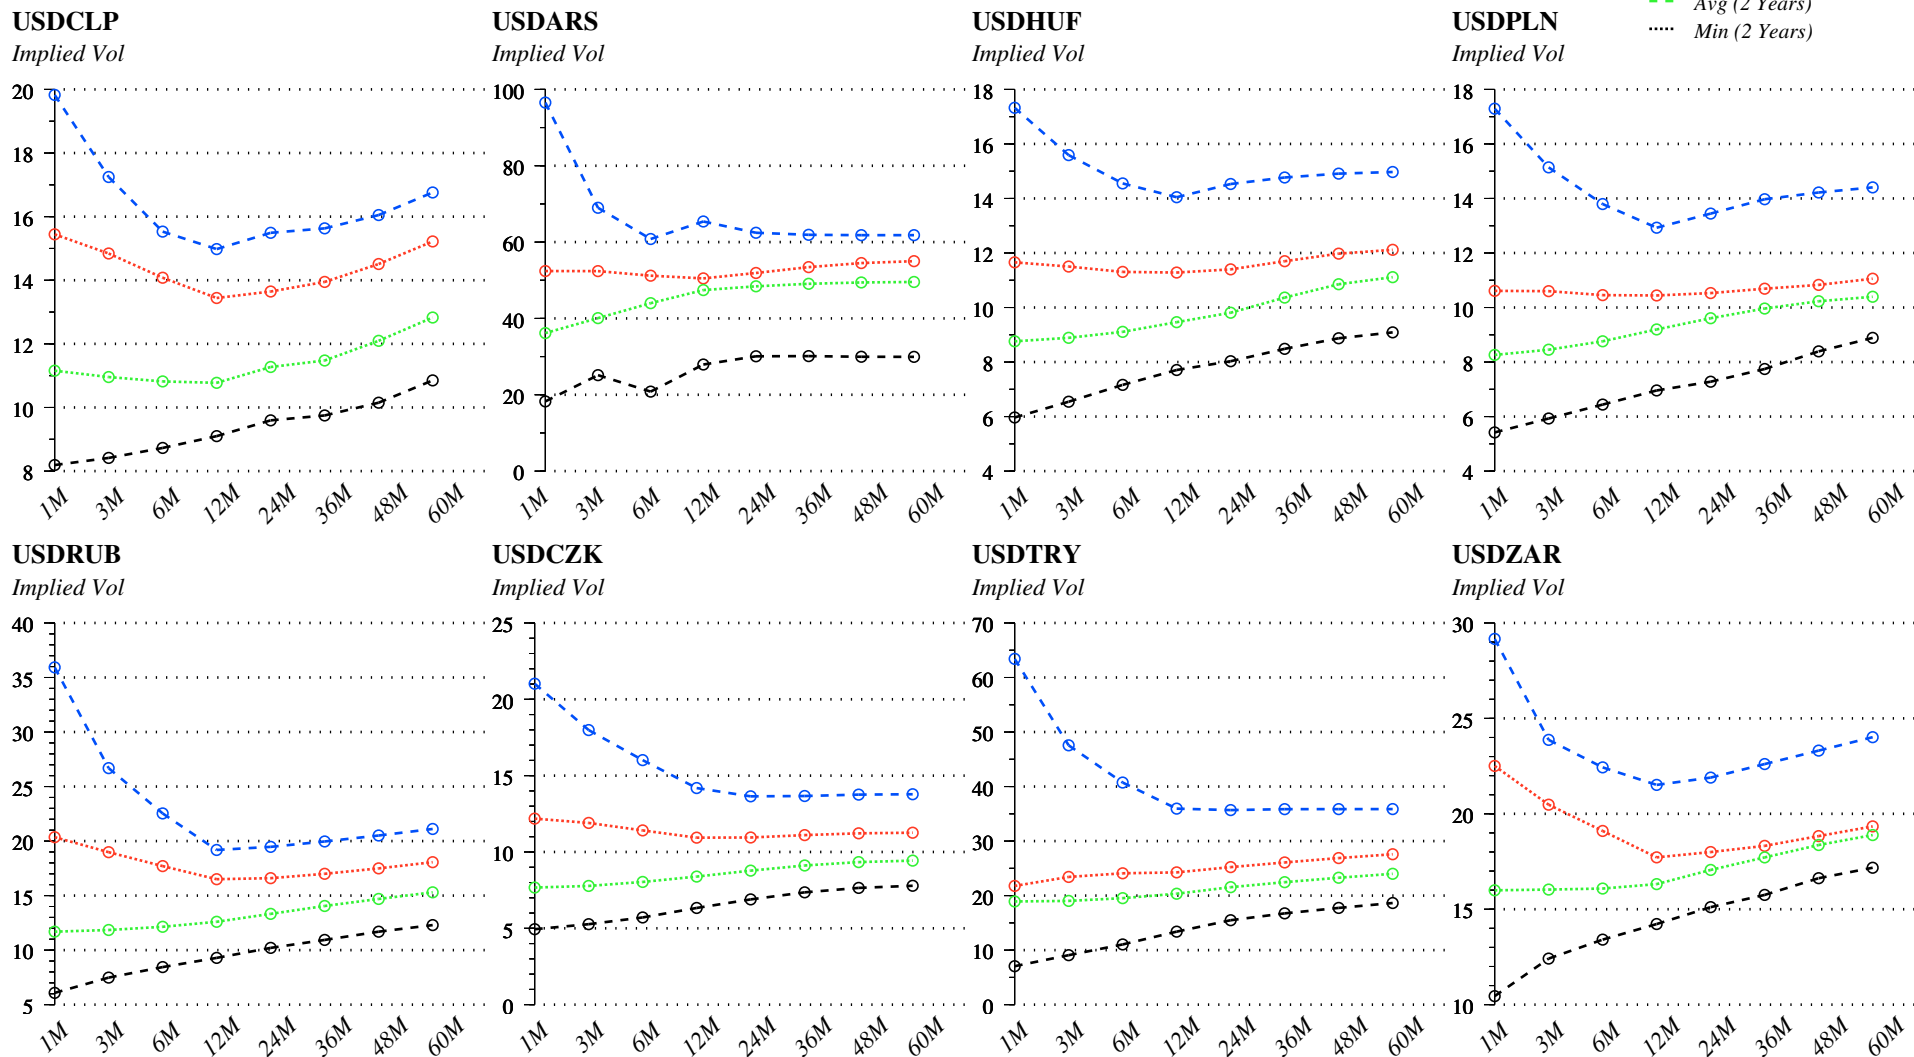 Avg (2 Years)
Min (2 Years)
USDCLP
Implied Vol
20
18
16
14
12
10
8
1M 3M 6M 12M 24M 36M 48M 60M
USDARS
Implied Vol
100
80
60
40
20
0
1M 3M 6M 12M 24M 36M 48M 60M
USDHUF
Implied Vol
18
16
14
12
10
8
6
4
1M 3M 6M 12M 24M 36M 48M 60M
USDPLN
Implied Vol
18
16
14
12
10
8
6
4
1M 3M 6M 12M 24M 36M 48M 60M
USDRUB
Implied Vol
40
35
30
25
20
15
10
5
1M 3M 6M 12M 24M 36M 48M 60M
USDCZK
Implied Vol
25
20
15
10
5
0
1M 3M 6M 12M 24M 36M 48M 60M
USDTRY
Implied Vol
70
60
50
40
30
20
10
0
1M 3M 6M 12M 24M 36M 48M 60M
USDZAR
Implied Vol
30
25
20
15
10
1M 3M 6M 12M 24M 36M 48M 60M